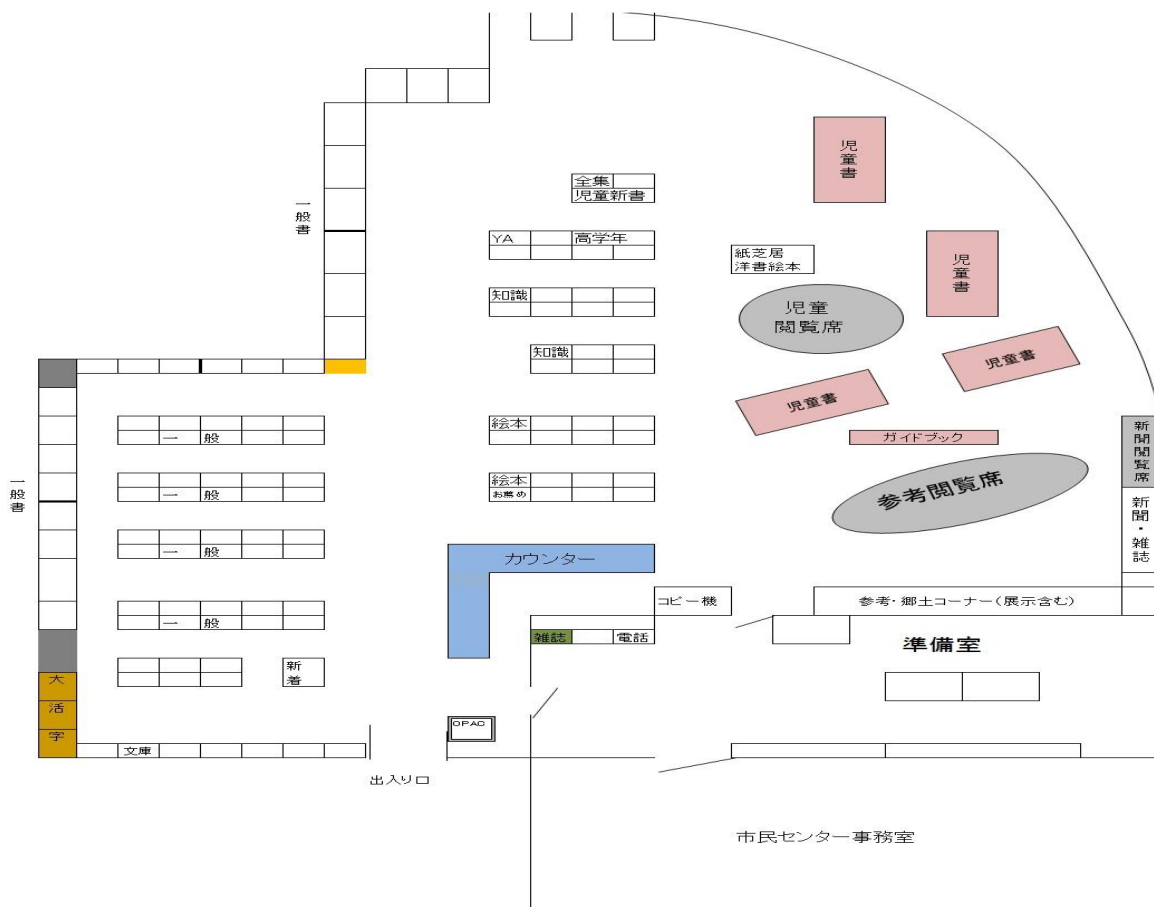 全集
児童新書
児童書
一般書
YA
高学年
紙芝居
洋書絵本
児童書
知識
児童
閲覧席
知識
児童書
児童書
絵本
ガイドブック
新聞閲覧席
一般
絵本
お薦め
参考閲覧席
一般書
一般
新聞・雑誌
一般
カウンター
コピー機
参考・郷土コーナー(展示含む)
一般
雑誌
電話
準備室
新着
大活字
OPAC
文庫
出入り口
市民センター事務室